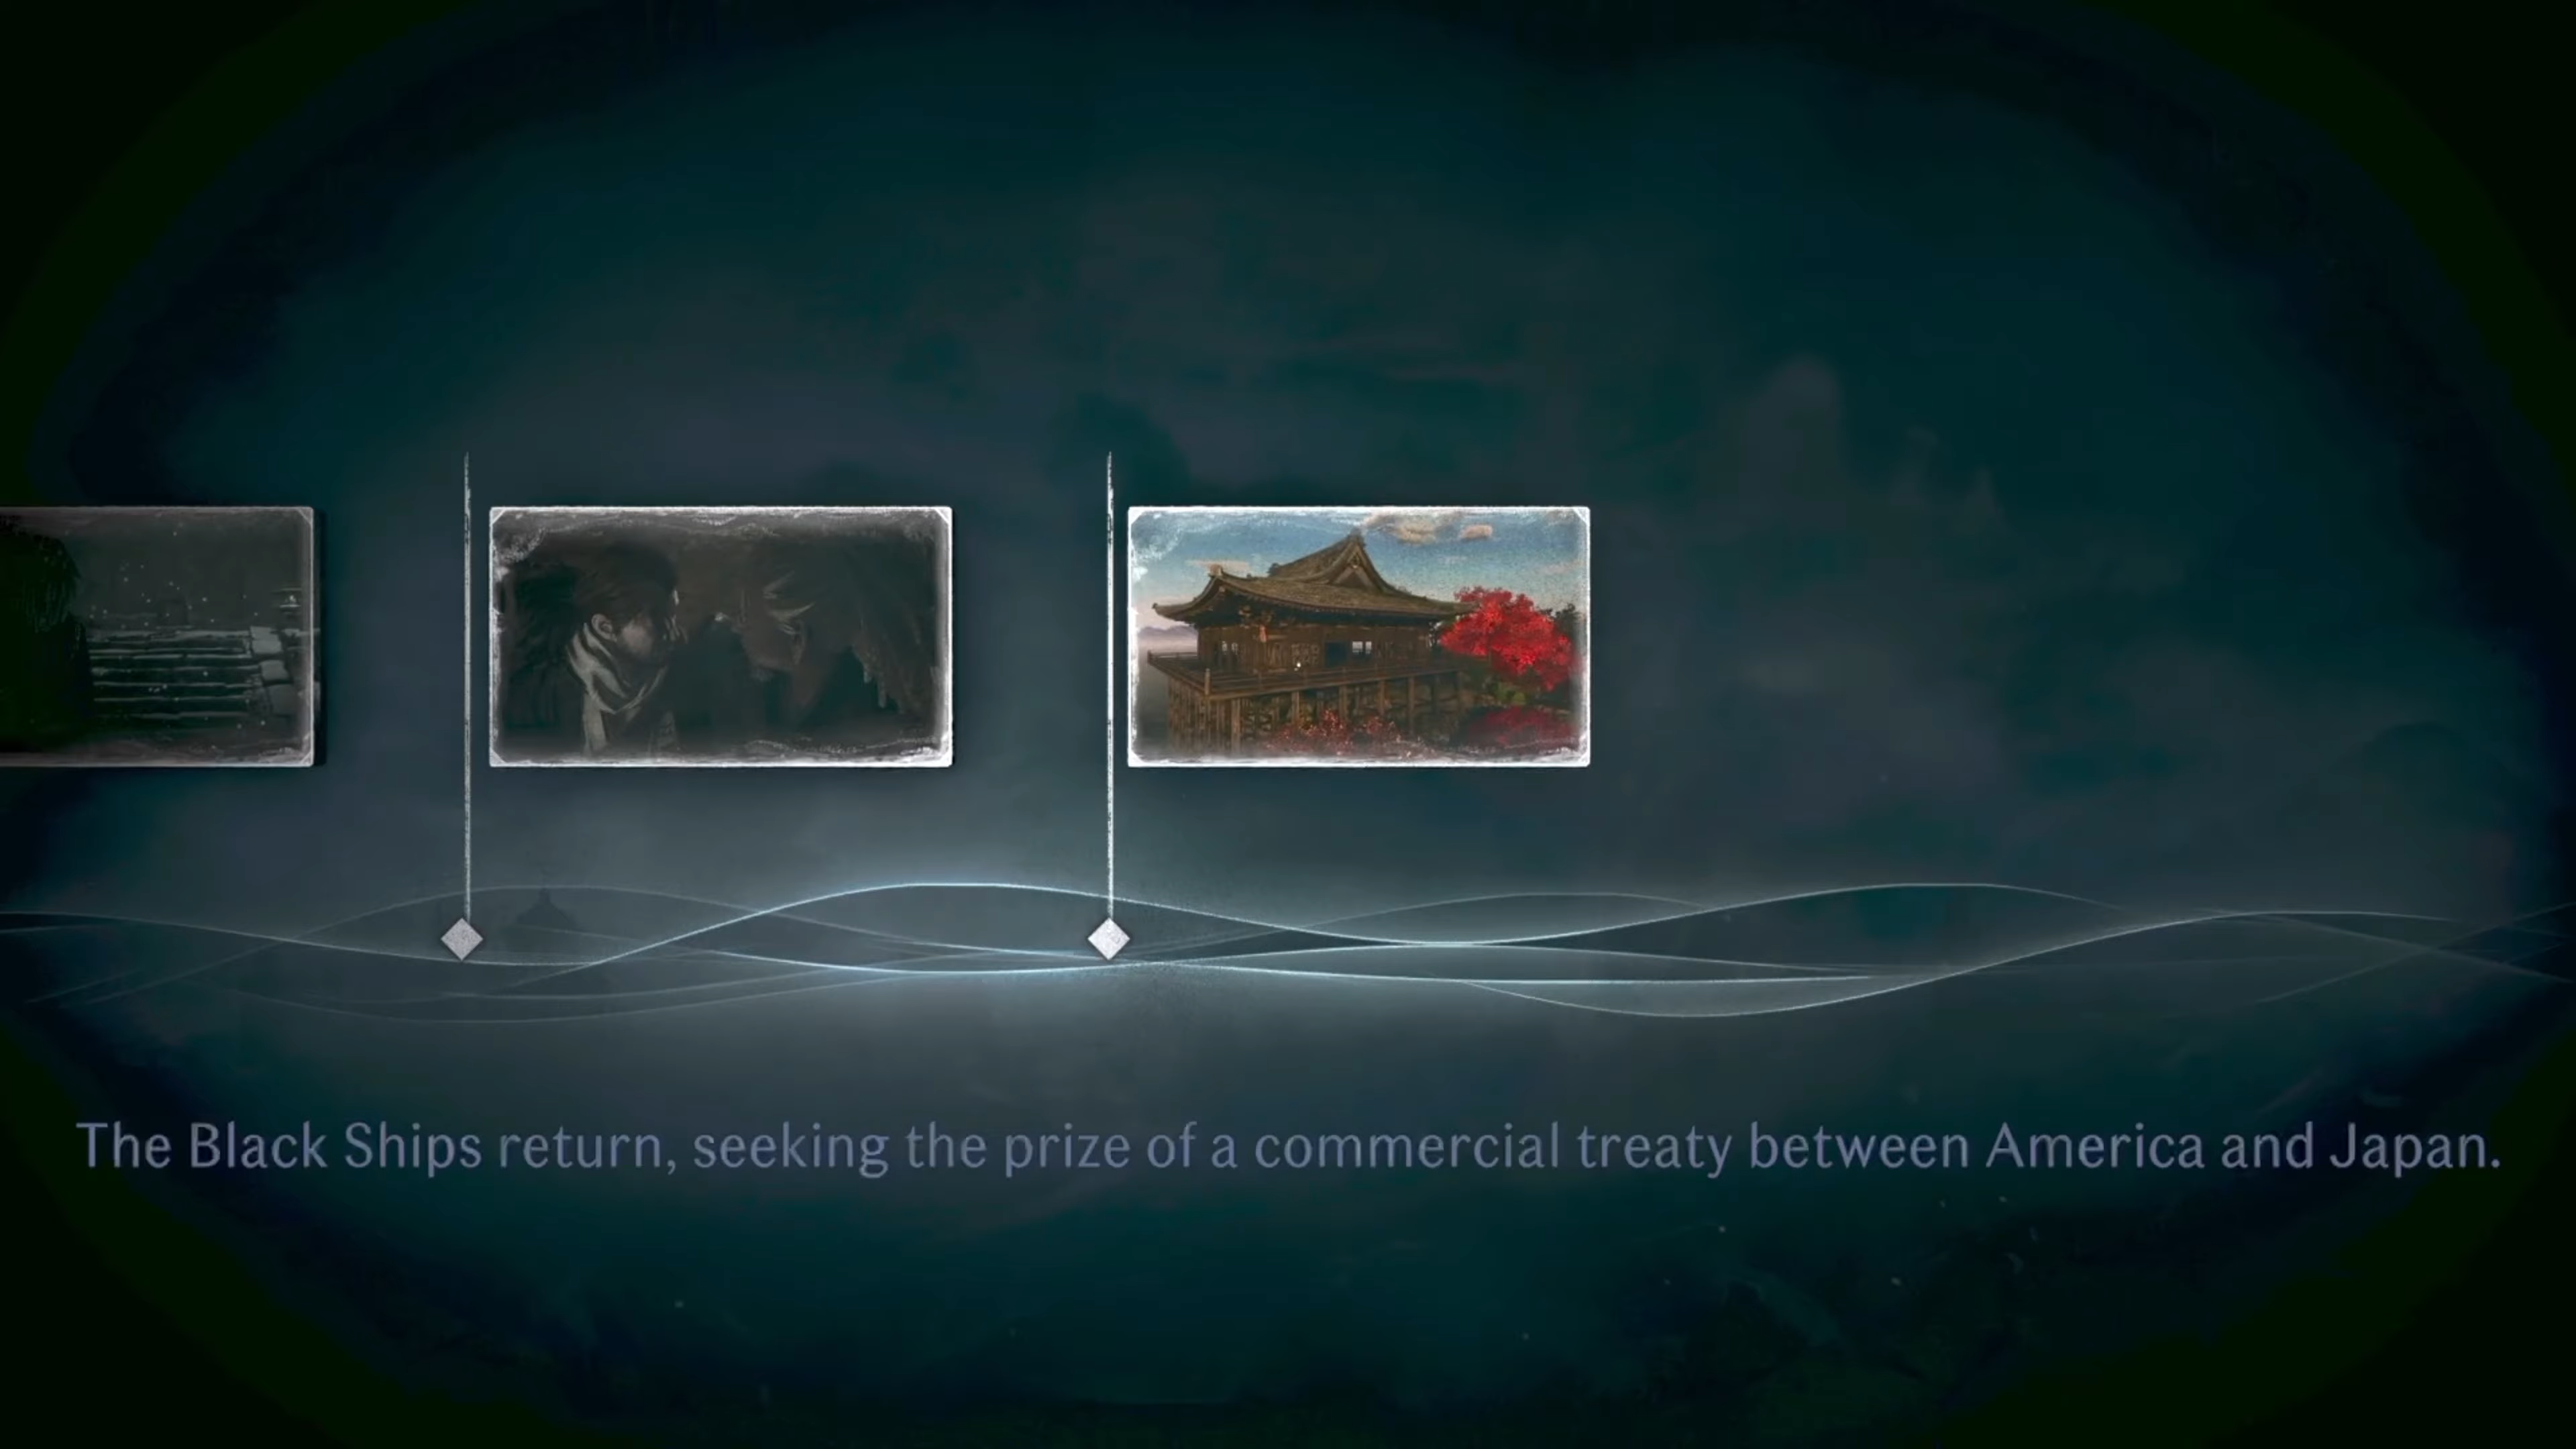 The Black Ships return, seeking the prize of a commercial treaty between America and Japan.